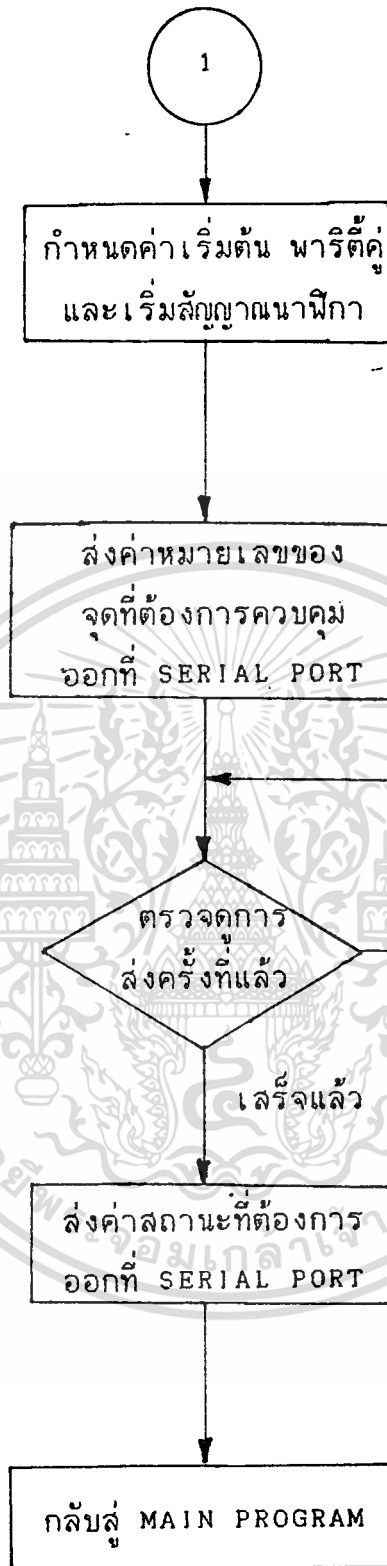 1
กำหนดค่าเริ่มต้น พาริตี้คู่
และเริ่มสัญญาณนาฬิกา
ส่งค่าหมายเลขของ
จุดที่ต้องการควบคุม
ออกที่ SERIAL PORT
ตรวจดูการ
ส่งครั้งที่แล้ว
เสร็จแล้ว
ส่งค่าสถานะที่ต้องการ
ออกที่ SERIAL PORT
กลับสู่ MAIN PROGRAM